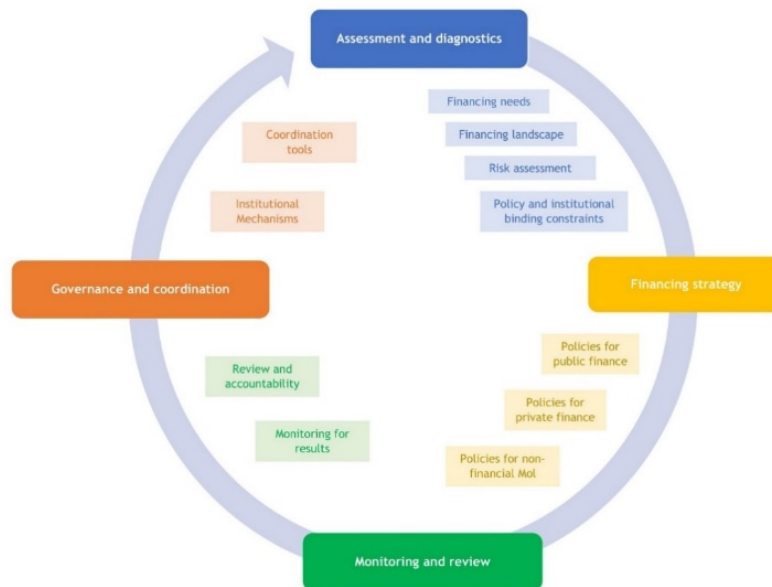 Assessment and diagnostics
Financing needs
Financing landscape
Risk assessment
Policy and institutional
binding constraints
Financing strategy
Policies for
public finance
Policies for
private finance
Policies for non-
financial MoI
Monitoring and review
Monitoring for
results
Review and
accountability
Governance and coordination
Institutional
Mechanisms
Coordination
tools